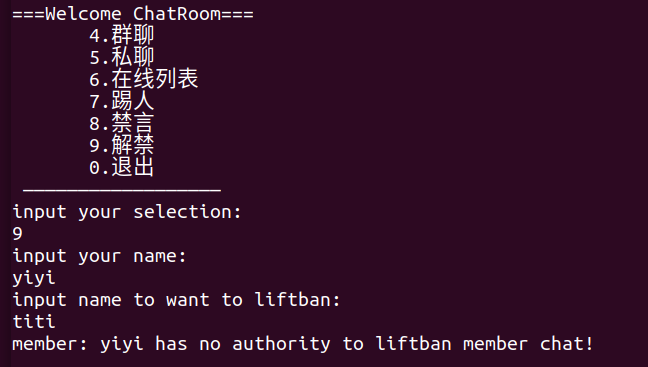 ===Welcome ChatRoom===
4.群聊
5.私聊
6.在线列表
7.踢人
8.禁言
9.解禁
0.退出
——————————————————
input your selection:
9
input your name:
yiyi
input name to want to liftban:
titi
member: yiyi has no authority to liftban member chat!